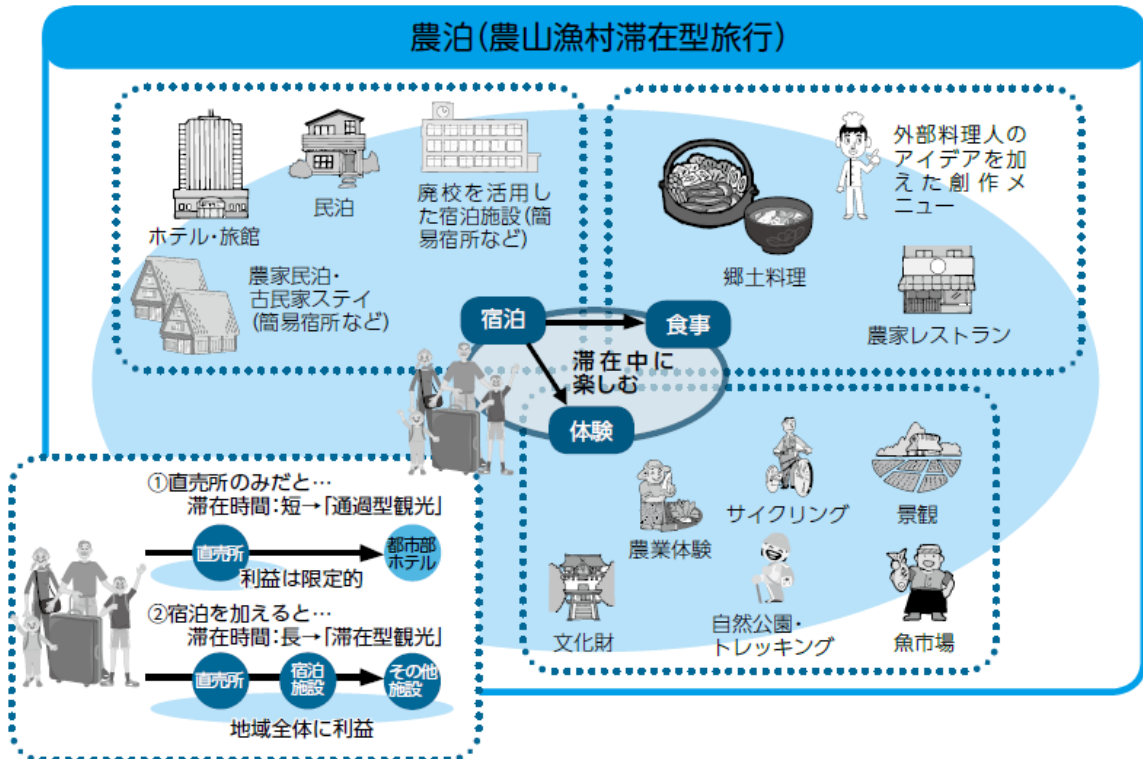 農泊(農山漁村滞在型旅行)
ホテル・旅館
民泊
廃校を活用し
た宿泊施設(簡
易宿所など)
農家民泊・
古民家ステイ
(簡易宿所など)
郷土料理
外部料理人の
アイデアを加
えた創作メ
ニュー
農家レストラン
宿泊
食事
滞在中に
楽しむ
体験
農業体験
サイクリング
景観
文化財
自然公園・
トレッキング
魚市場
①直売所のみだと…
滞在時間:短→「通過型観光」
直売所
都市部
ホテル
利益は限定的
②宿泊を加えると…
滞在時間:長→「滞在型観光」
直売所
宿泊
施設
その他
施設
地域全体に利益